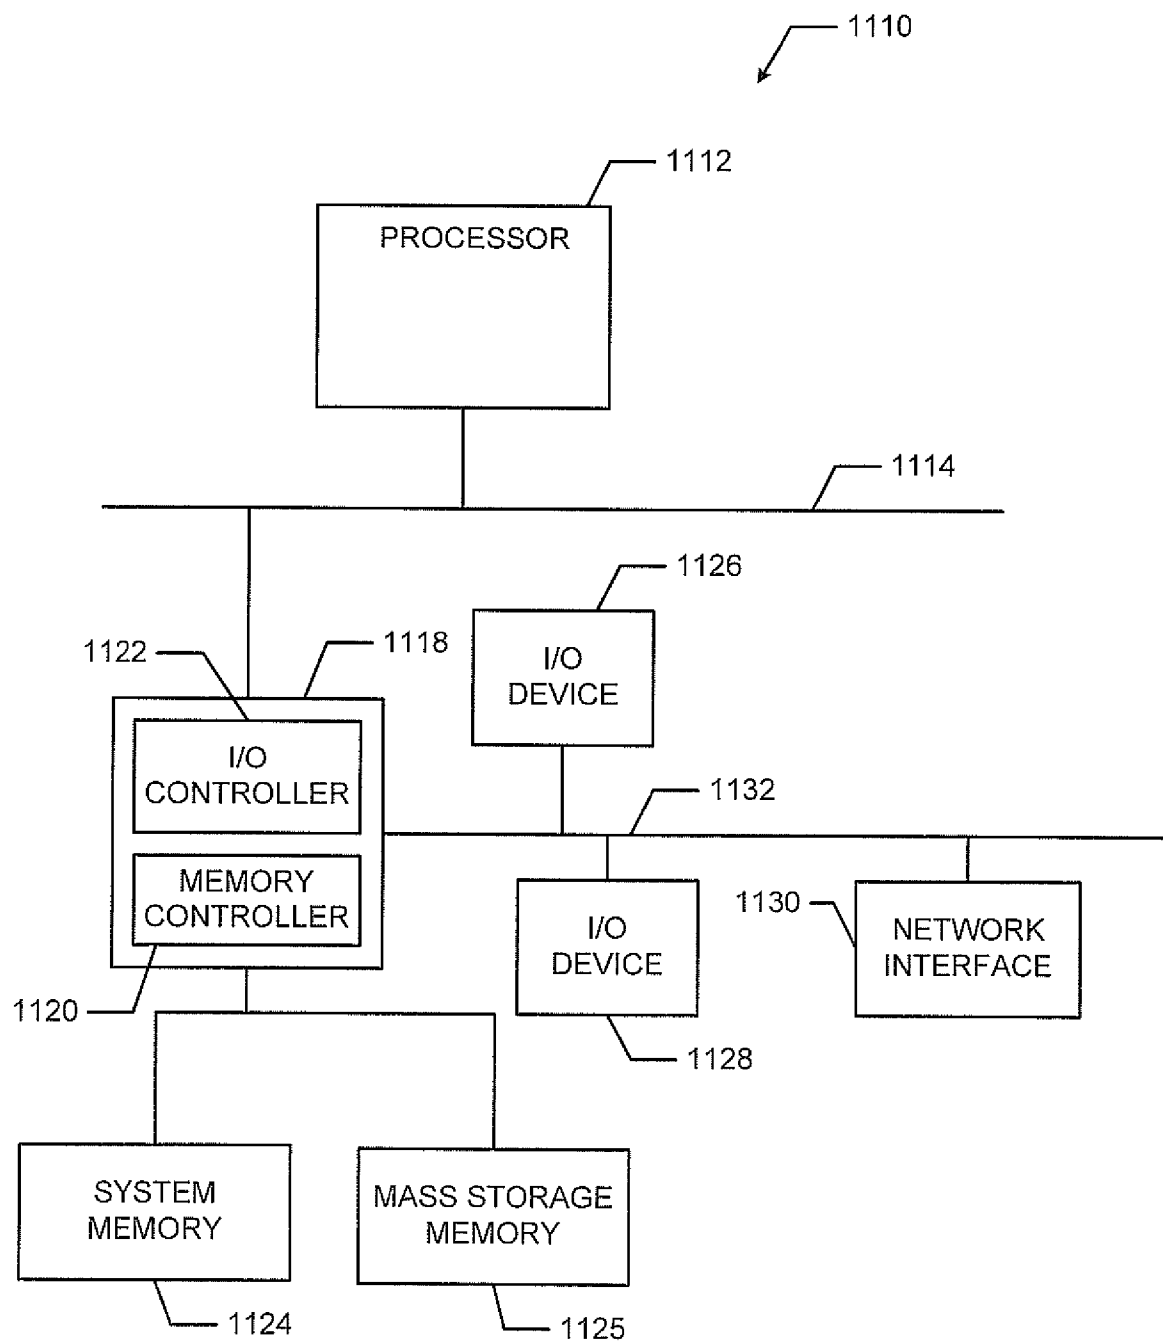 1110
1112
PROCESSOR
1114
1126
1122
1118
I/O
DEVICE
I/O
CONTROLLER
1132
MEMORY
CONTROLLER
1130
I/O
DEVICE
NETWORK
INTERFACE
1120
1128
SYSTEM
MEMORY
MASS STORAGE
MEMORY
1124
1125